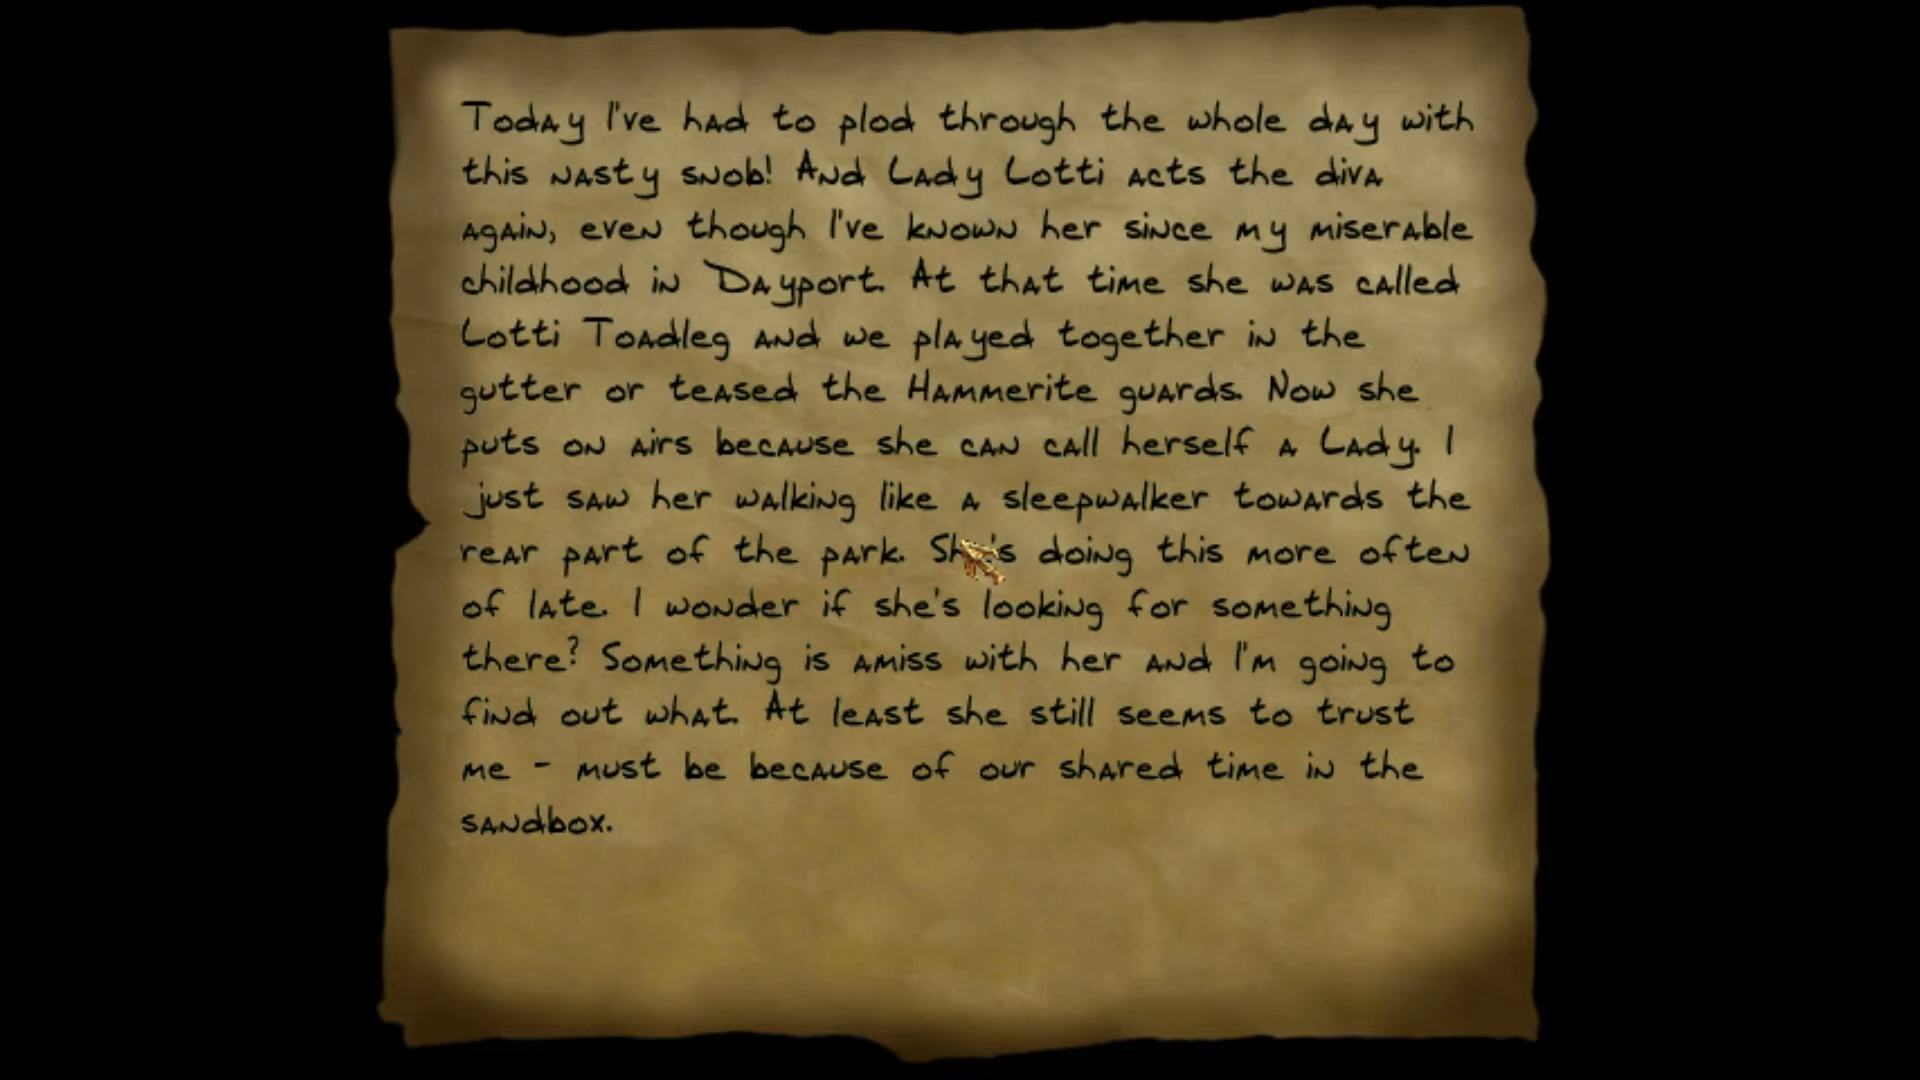 Today I've had to plod through the whole day with
this nasty snob! And Lady Lotti acts the diva
again, even though I've known her since my miserable
childhood in Dayport. At that time she was called
Lotti Toadleg and we played together in the
gutter or teased the Hammerite guards. Now she
puts on airs because she can call herself a Lady. I
just saw her walking like a sleepwalker towards the
rear part of the park. She's doing this more often
of late. I wonder if she's looking for something
there? Something is amiss with her and I'm going to
find out what. At least she still seems to trust
me - must be because of our shared time in the
sandbox.